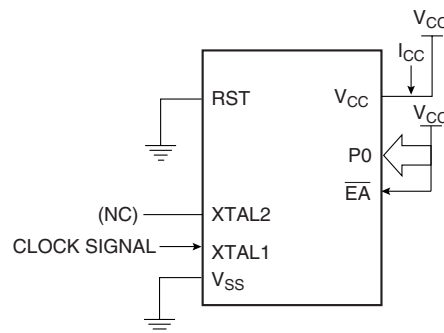 VCC
ICC
RST
VCC
VCC
P0
EA
(NC)
XTAL2
CLOCK SIGNAL
XTAL1
VSS